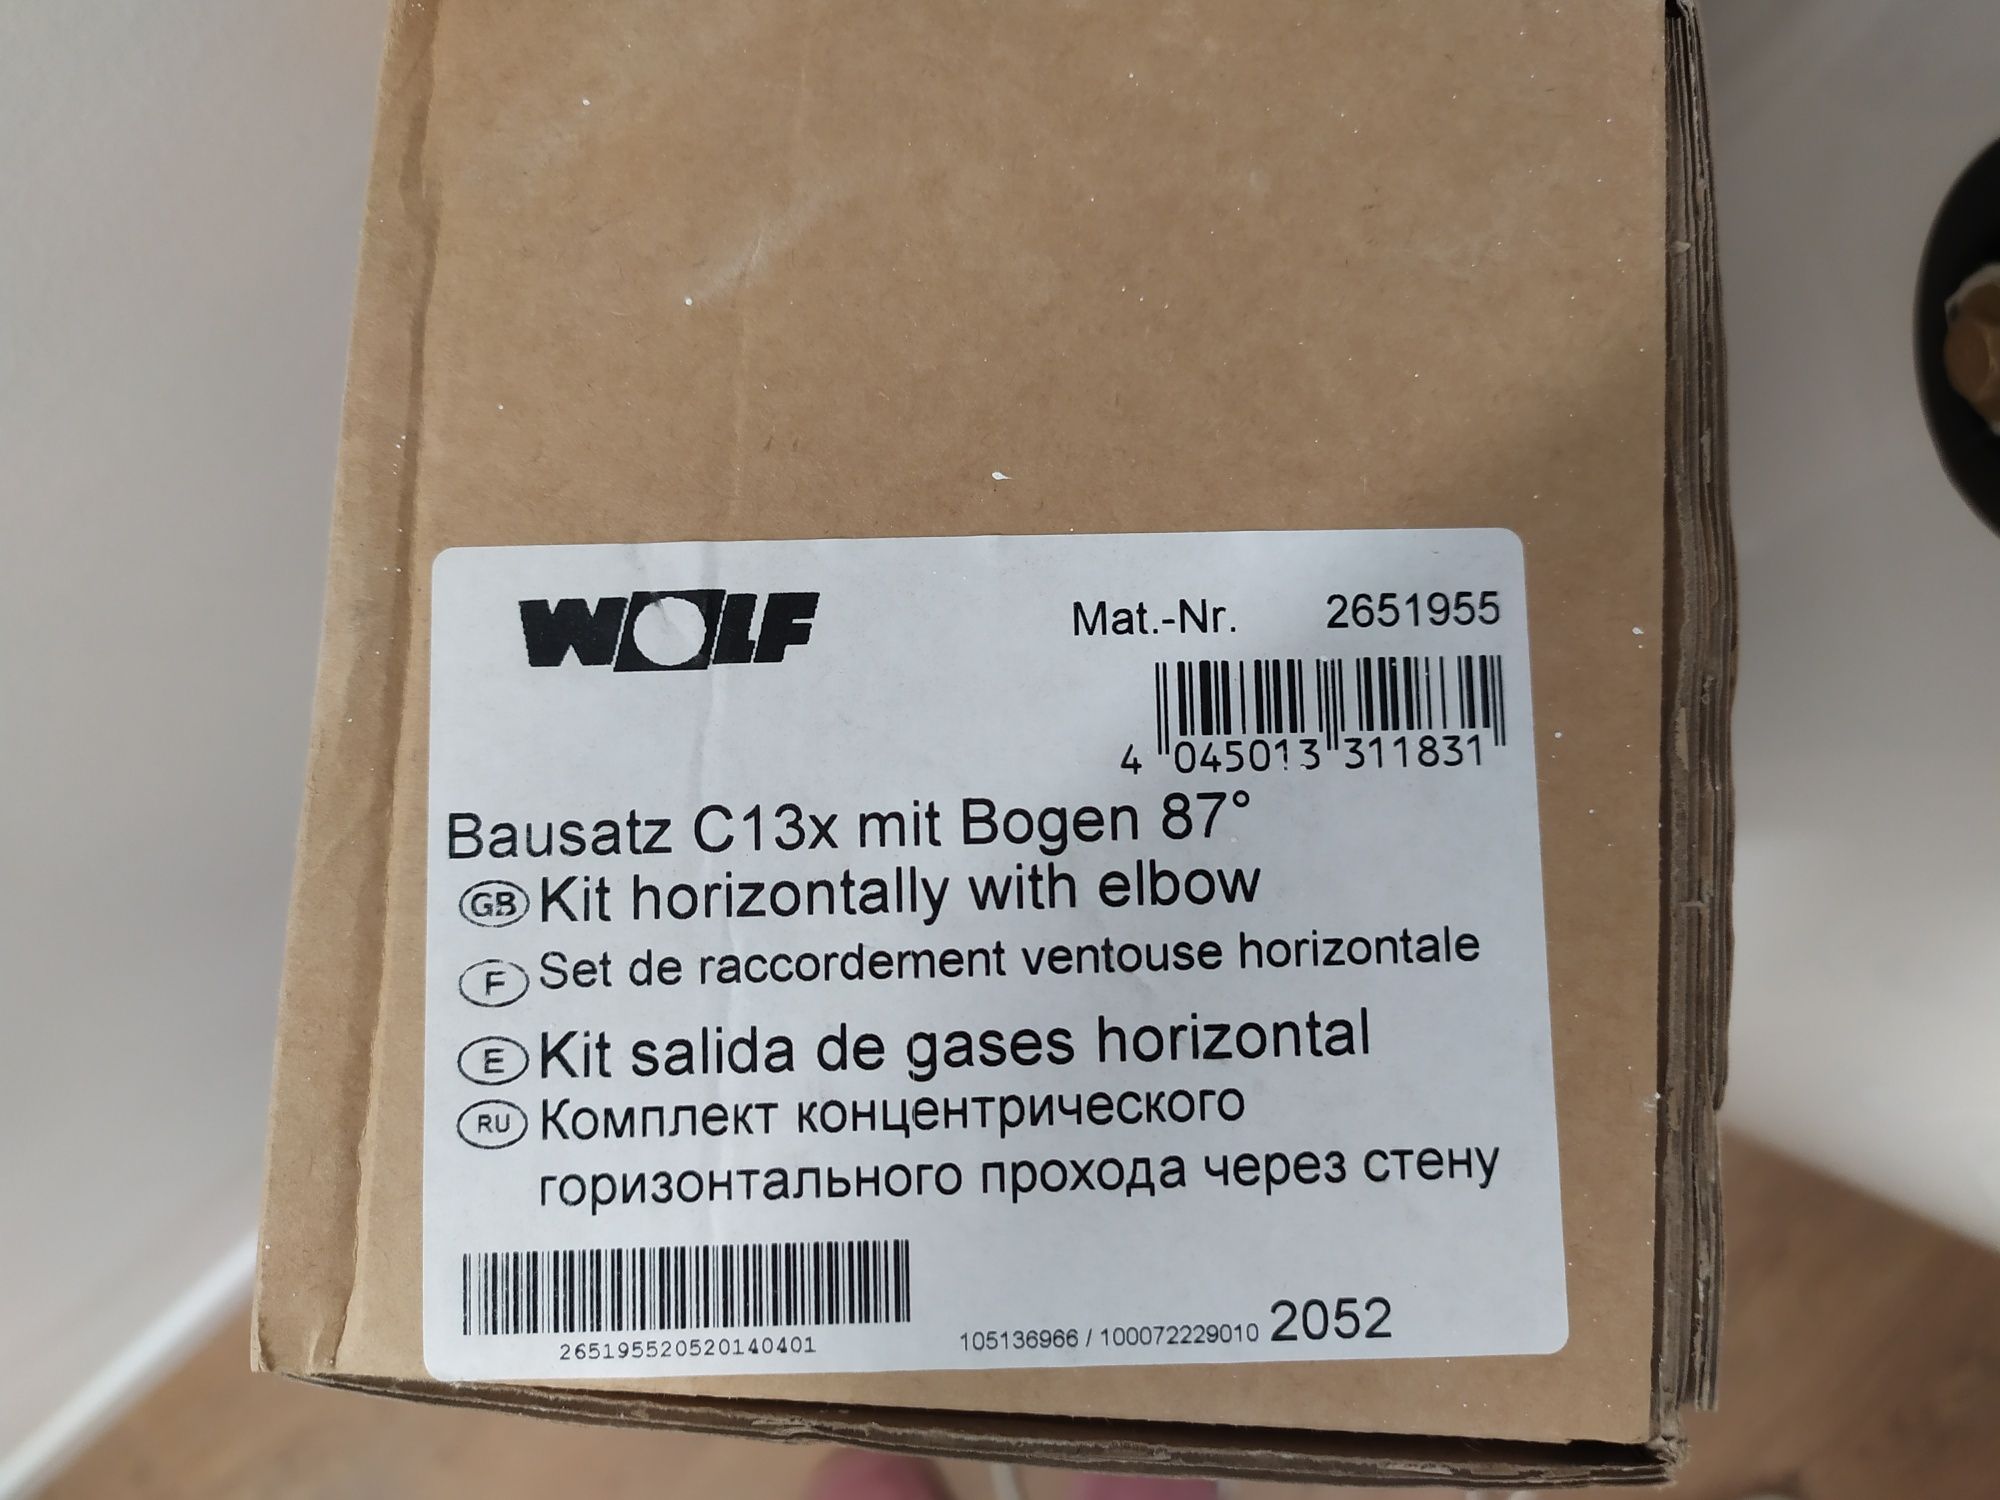 WOLF
Mat.-Nr. 2651955
4 045013 311831
Bausatz C13x mit Bogen 87°
GB Kit horizontally with elbow
F Set de raccordement ventouse horizontale
E Kit salida de gases horizontal
RU Комплект концентрического
горизонтального прохода через стену
265195520520140401
105136966 / 100072229010 2052